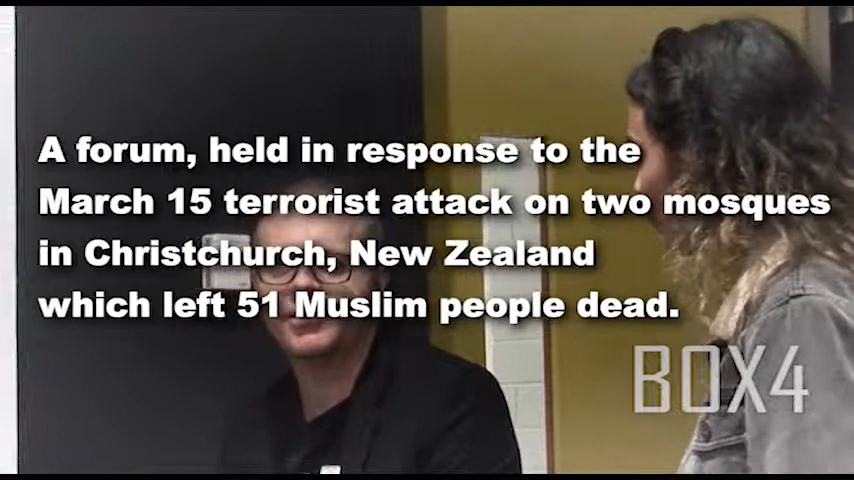 A forum, held in response to the
March 15 terrorist attack on two mosques
in Christchurch, New Zealand
which left 51 Muslim people dead.
BOX4